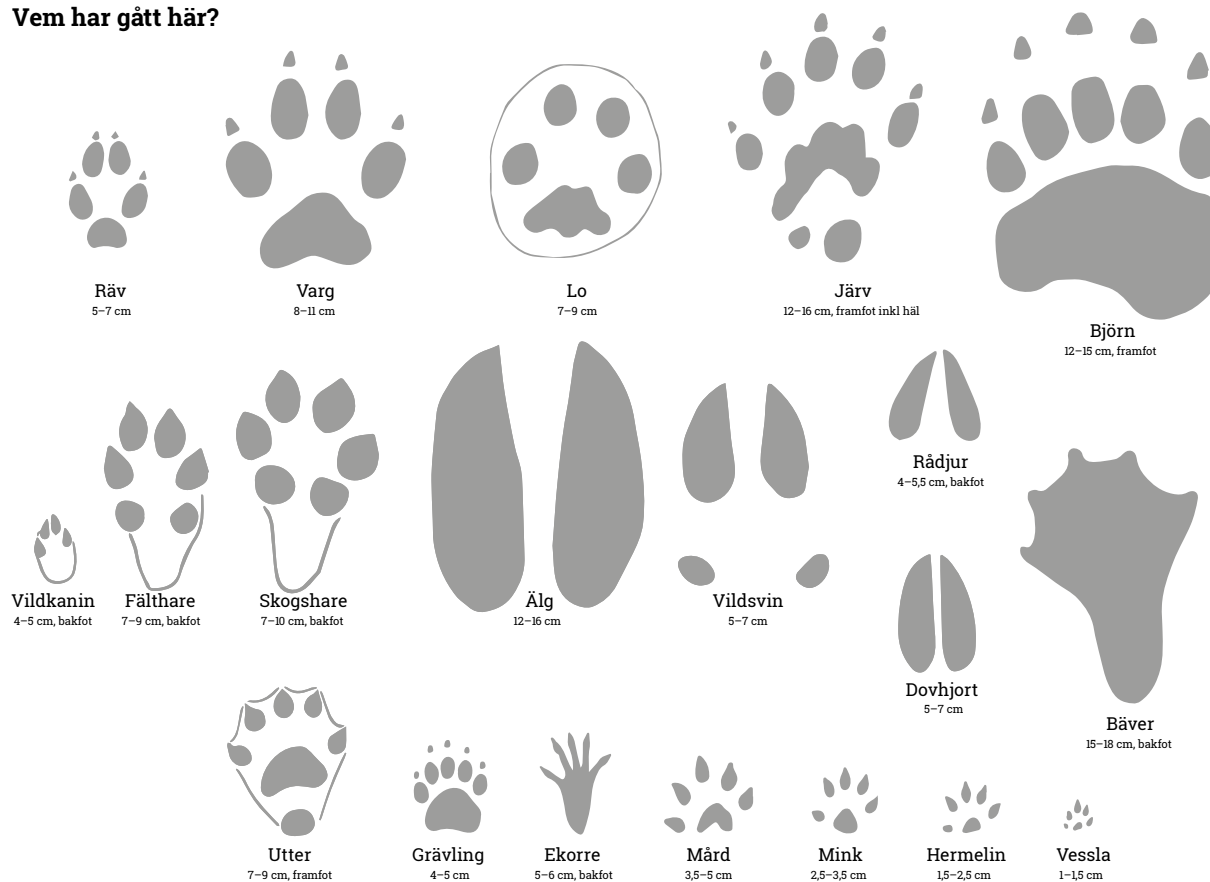 Vem har gått här?
Räv
5–7 cm
Varg
8–11 cm
Lo
7–9 cm
Järv
12–16 cm, framfot inkl häl
Björn
12–15 cm, framfot
Rådjur
4–5,5 cm, bakfot
Vildkanin
4–5 cm, bakfot
Fälthare
7–9 cm, bakfot
Skogshare
7–10 cm, bakfot
Älg
12–16 cm
Vildsvin
5–7 cm
Dovhjort
5–7 cm
Bäver
15–18 cm, bakfot
Utter
7–9 cm, framfot
Grävling
4–5 cm
Ekorre
5–6 cm, bakfot
Mård
3,5–5 cm
Mink
2,5–3,5 cm
Hermelin
1,5–2,5 cm
Vessla
1–1,5 cm